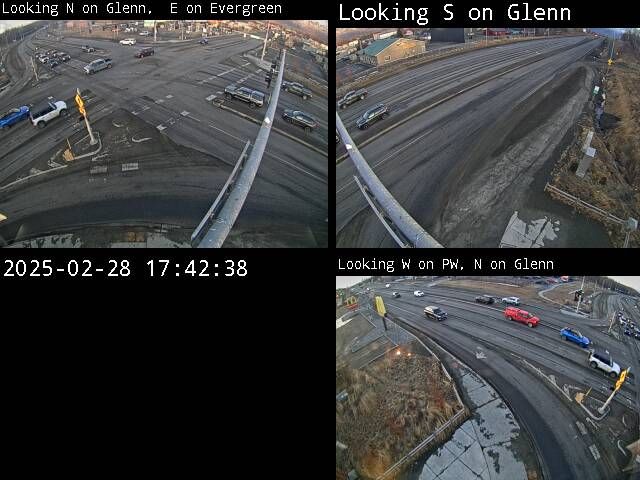 Looking N on Glenn,  E on Evergreen
Looking S on Glenn
2025-02-28 17:42:38
Looking W on PW, N on Glenn